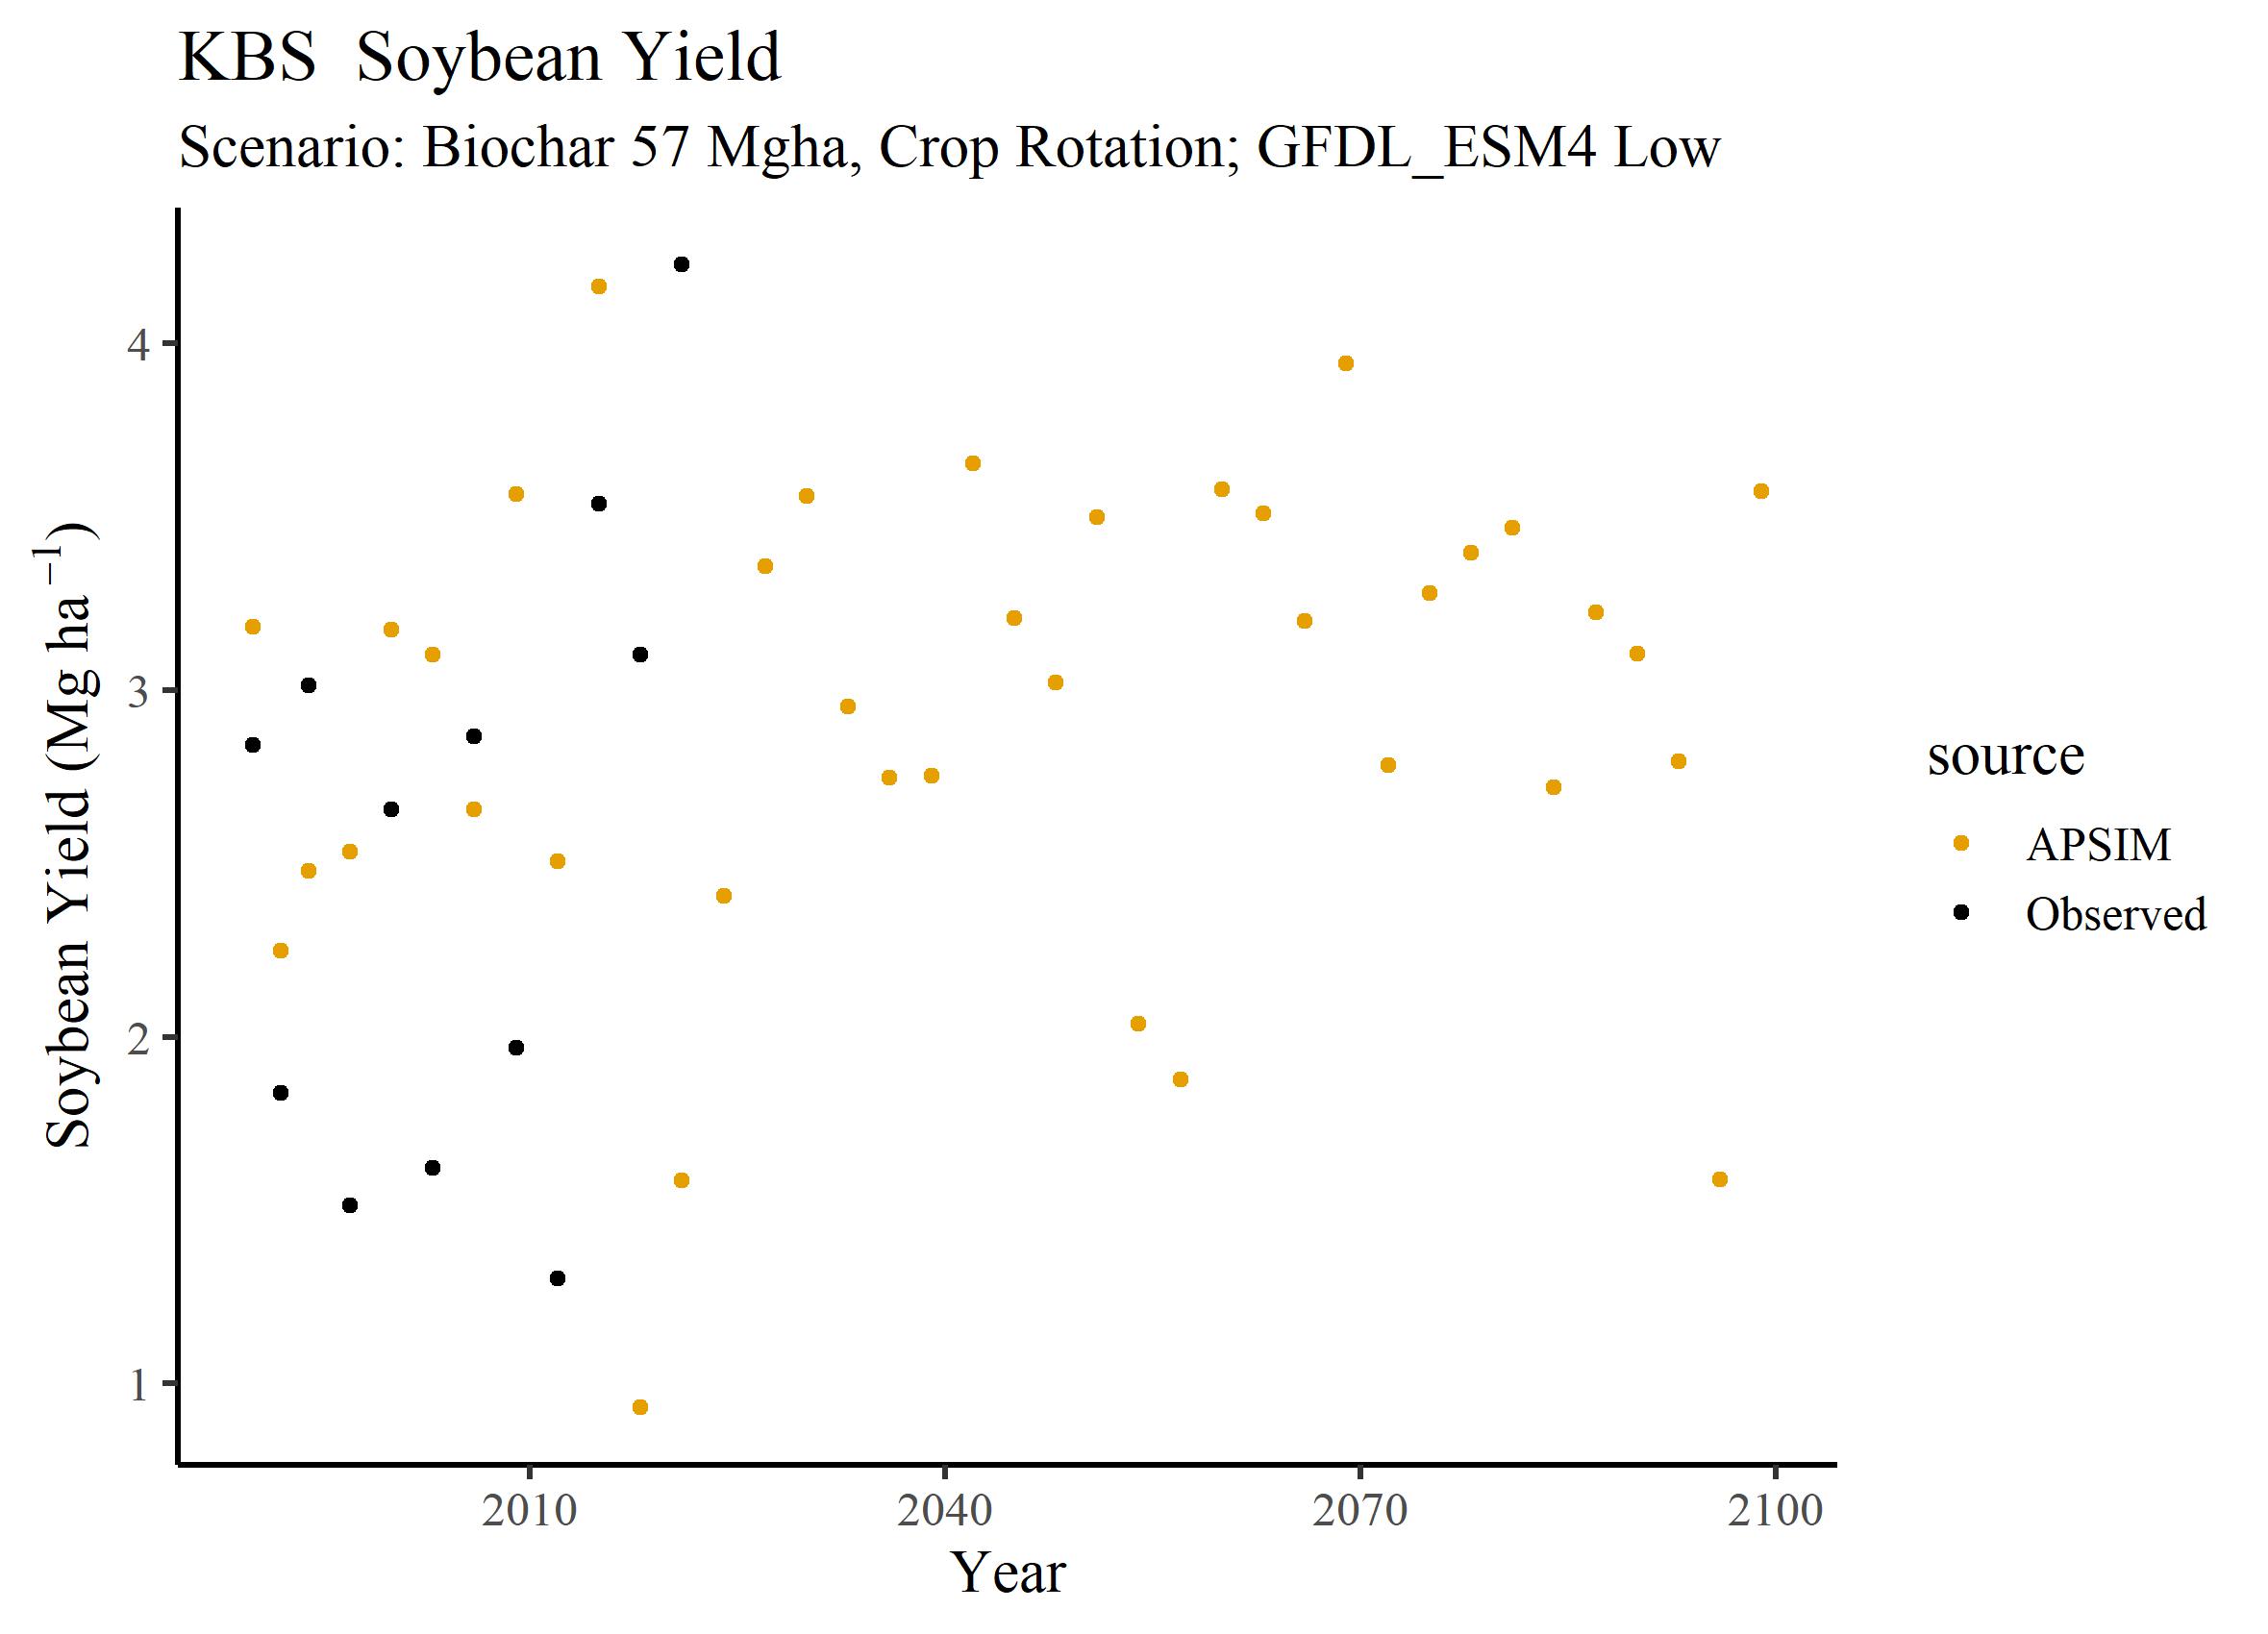 KBS  Soybean Yield
Scenario: Biochar 57 Mgha, Crop Rotation; GFDL_ESM4 Low
Soybean Yield (Mg ha⁻¹)
4
3
2
1
2010
2040
2070
2100
Year
source
APSIM
Observed